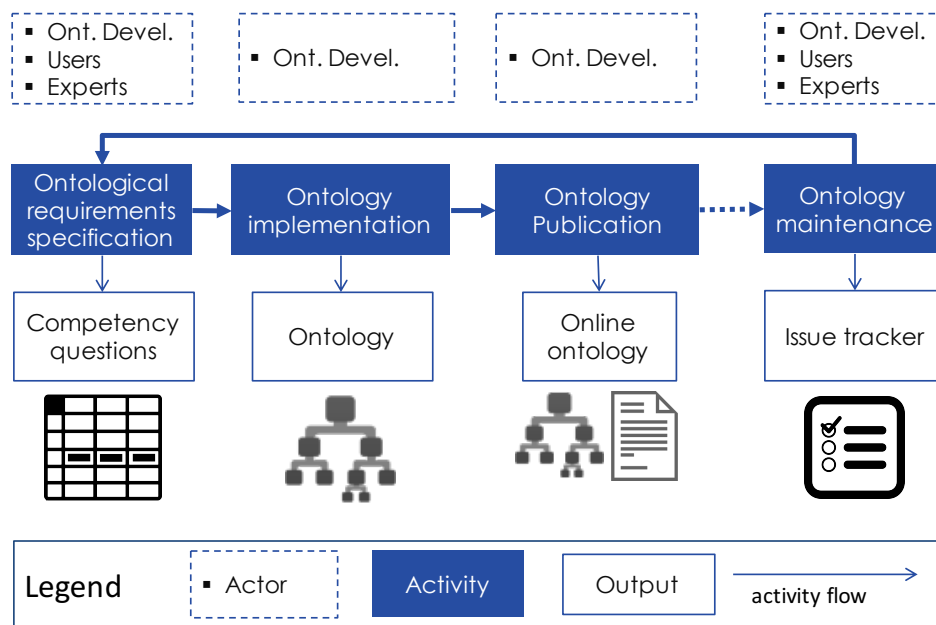 ▪ Ont. Devel.
▪ Users
▪ Experts
▪ Ont. Devel.
▪ Ont. Devel.
▪ Ont. Devel.
▪ Users
▪ Experts
Ontological
requirements
specification
Ontology
implementation
Ontology
Publication
Ontology
maintenance
Competency
questions
Ontology
Online
ontology
Issue tracker
Legend
▪ Actor
Activity
Output
activity flow